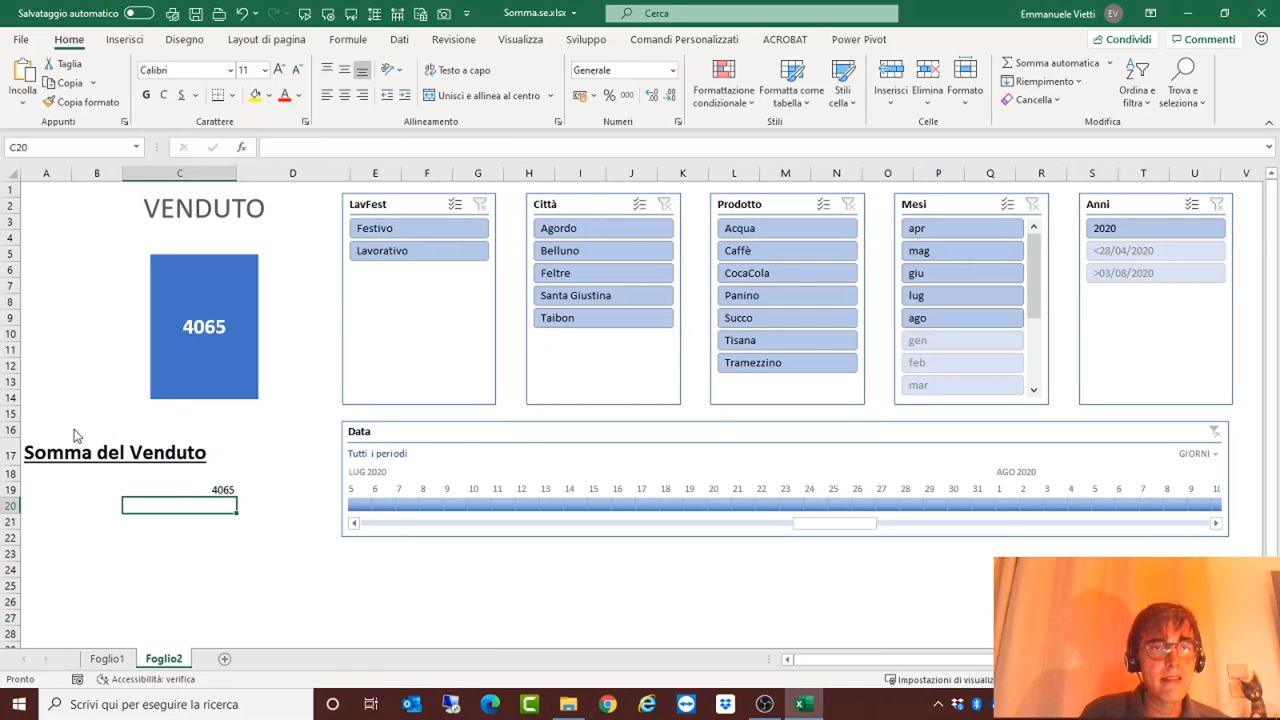 Salvataggio automatico
Somma.se.xlsx
Cerca
Emmanuele Vietti
EV
File
Home
Inserisci
Disegno
Layout di pagina
Formule
Dati
Revisione
Visualizza
Sviluppo
Comandi Personalizzati
ACROBAT
Power Pivot
Condividi
Commenti
Incolla
Taglia
Copia
Copia formato
Appunti
Calibri
11
G C S
Carattere
Testo a capo
Unisci e allinea al centro
Allineamento
Generale
% 000
Numeri
Formattazione condizionale
Formatta come tabella
Stili cella
Stili
Inserisci
Elimina
Formato
Celle
Somma automatica
Riempimento
Cancella
Ordina e filtra
Trova e seleziona
Modifica
C20
fx
A B C D E F G H I J K L M N O P Q R S T U V
1
2
3
4
5
6
7
8
9
10
11
12
13
14
15
16
17
18
19
20
21
22
23
24
25
26
27
28
VENDUTO
4065
Somma del Venduto
4065
LavFest
Festivo
Lavorativo
Città
Agordo
Belluno
Feltre
Santa Giustina
Taibon
Prodotto
Acqua
Caffè
CocaCola
Panino
Succo
Tisana
Tramezzino
Mesi
apr
mag
giu
lug
ago
gen
feb
mar
Anni
2020
<28/04/2020
>03/08/2020
Data
Tutti i periodi
GIORNI
LUG 2020
AGO 2020
5 6 7 8 9 10 11 12 13 14 15 16 17 18 19 20 21 22 23 24 25 26 27 28 29 30 31 1 2 3 4 5 6 7 8 9
Foglio1
Foglio2
Pronto
Accessibilità: verifica
Impostazioni di visualiz
Scrivi qui per eseguire la ricerca